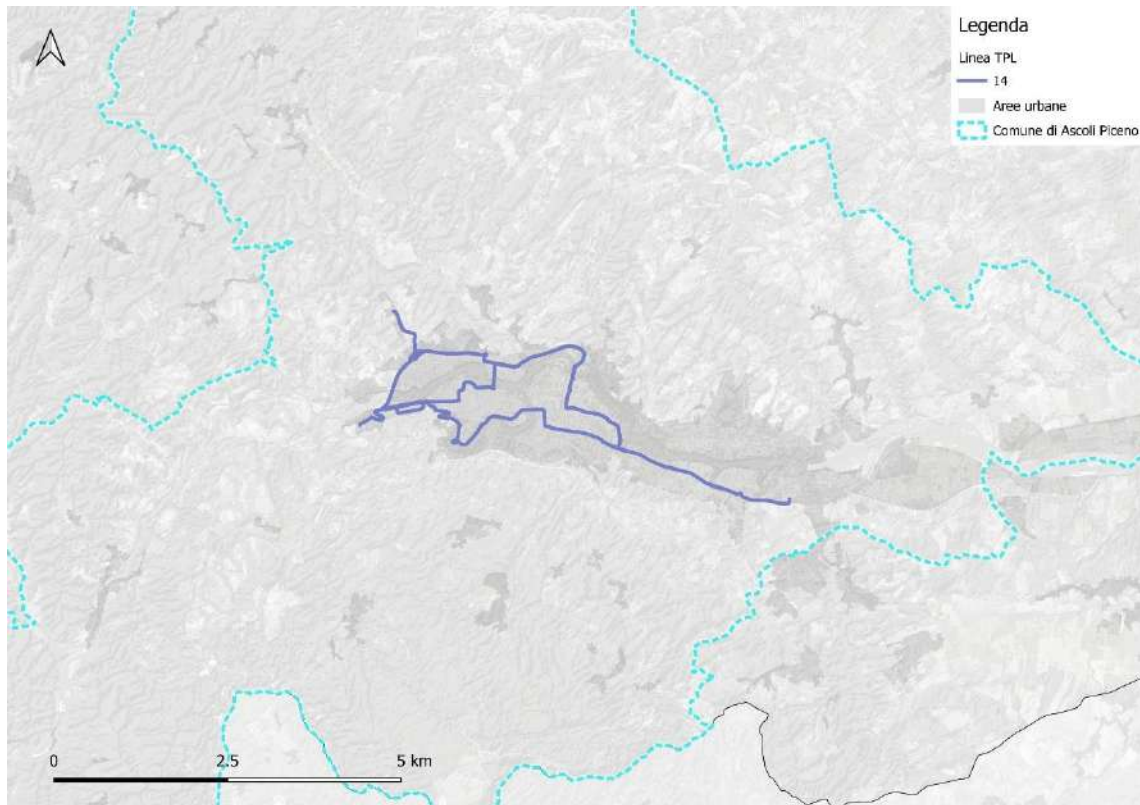 Legenda
Linea TPL
14
Aree urbane
Comune di Ascoli Piceno
0 2.5 5 km